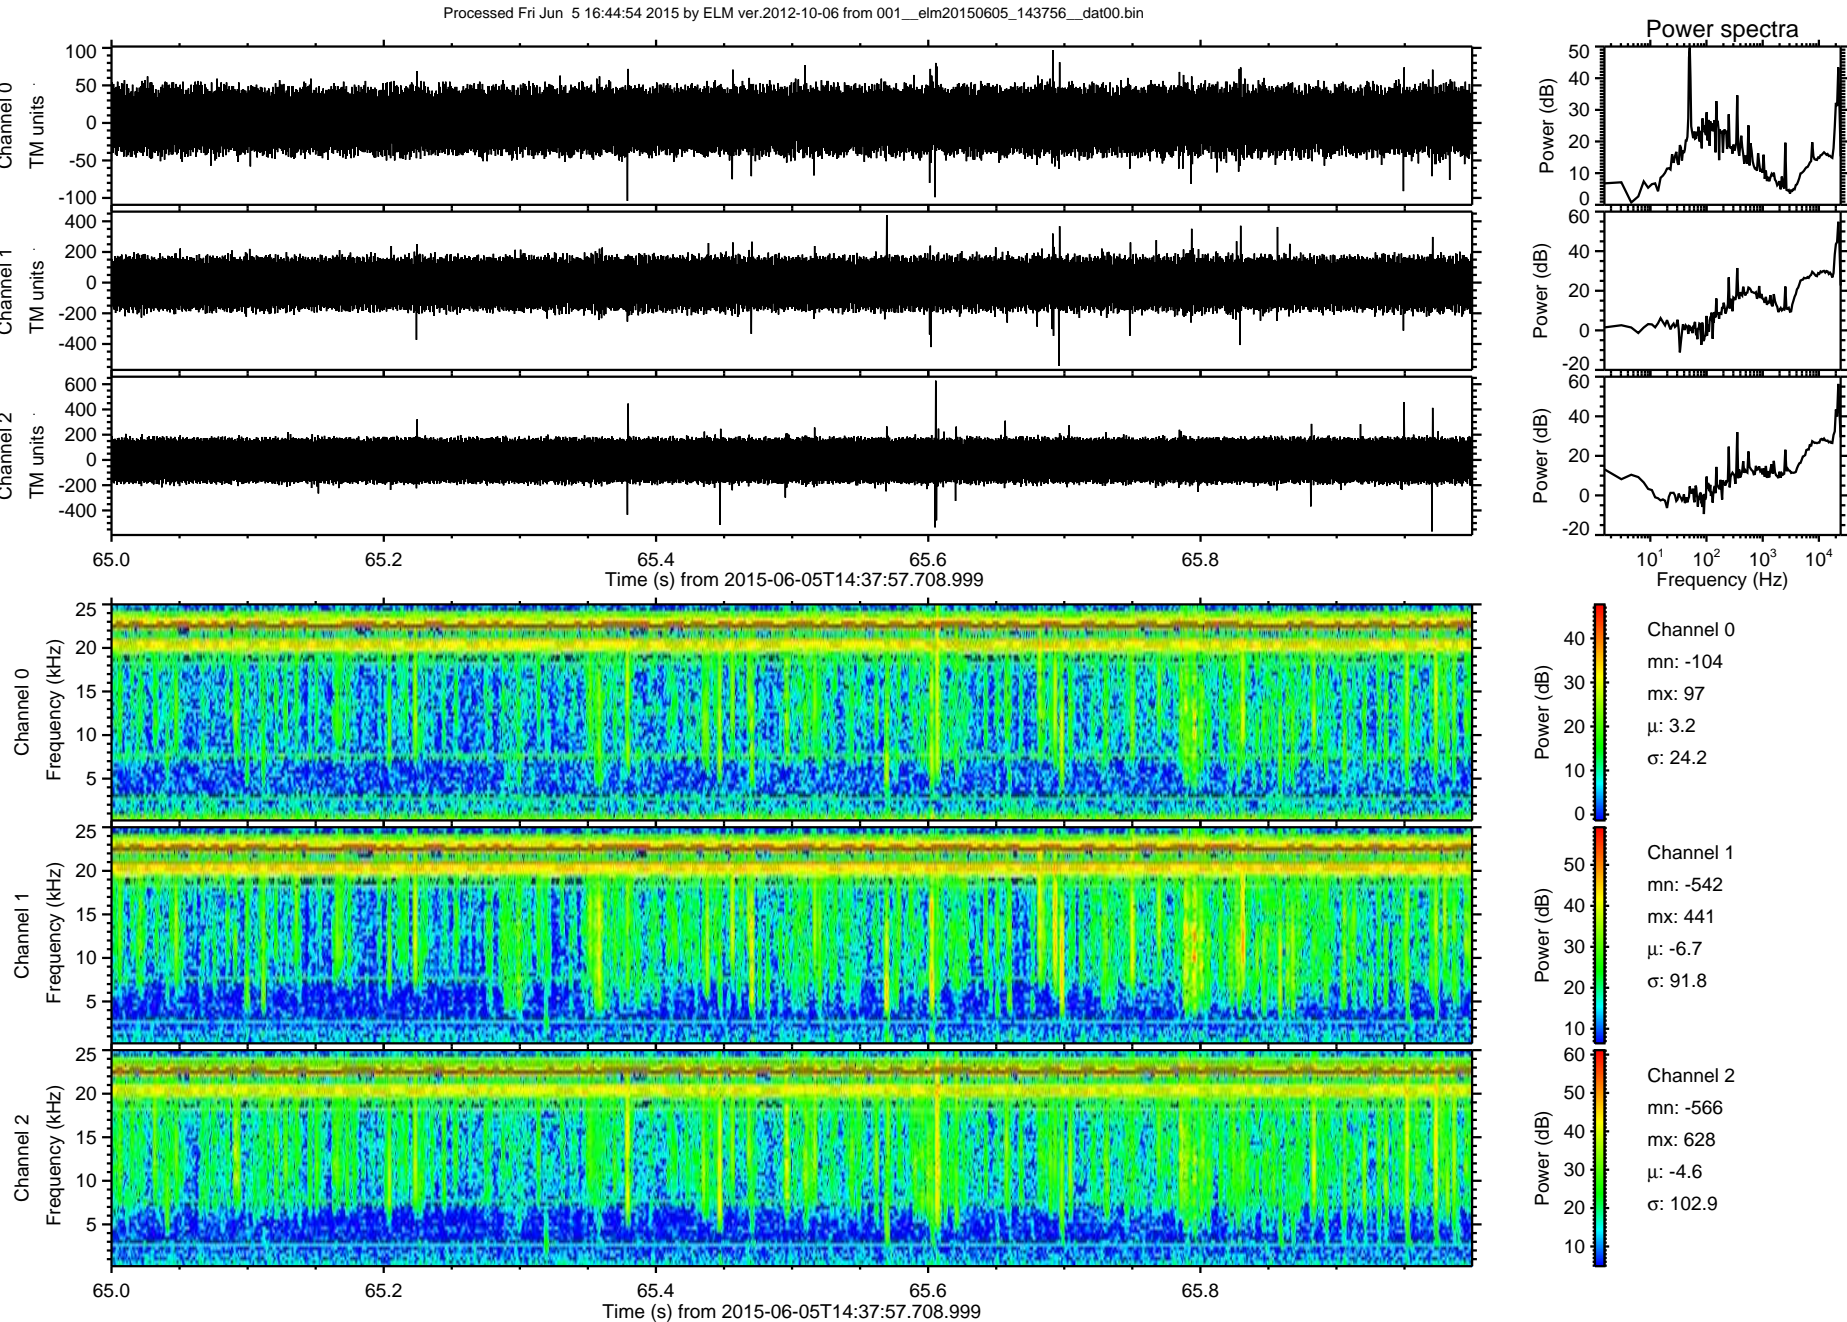 Processed Fri Jun  5 16:44:54 2015 by ELM ver.2012-10-06 from 001__elm20150605_143756__dat00.bin
Power spectra
Channel 0
TM units
100
50
0
-50
-100
Power (dB)
50
40
30
20
10
0
Channel 1
TM units
400
200
0
-200
-400
Power (dB)
60
40
20
0
-20
Channel 2
TM units
600
400
200
0
-200
-400
Power (dB)
60
40
20
0
-20
65.0 65.2 65.4 65.6 65.8
Time (s) from 2015-06-05T14:37:57.708.999
10¹ 10² 10³ 10⁴
Frequency (Hz)
Channel 0
Frequency (kHz)
25
20
15
10
5
Power (dB)
40
30
20
10
0
Channel 0
mn: -104
mx: 97
μ: 3.2
σ: 24.2
Channel 1
Frequency (kHz)
25
20
15
10
5
Power (dB)
50
40
30
20
10
Channel 1
mn: -542
mx: 441
μ: -6.7
σ: 91.8
Channel 2
Frequency (kHz)
25
20
15
10
5
Power (dB)
60
50
40
30
20
10
Channel 2
mn: -566
mx: 628
μ: -4.6
σ: 102.9
65.0 65.2 65.4 65.6 65.8
Time (s) from 2015-06-05T14:37:57.708.999